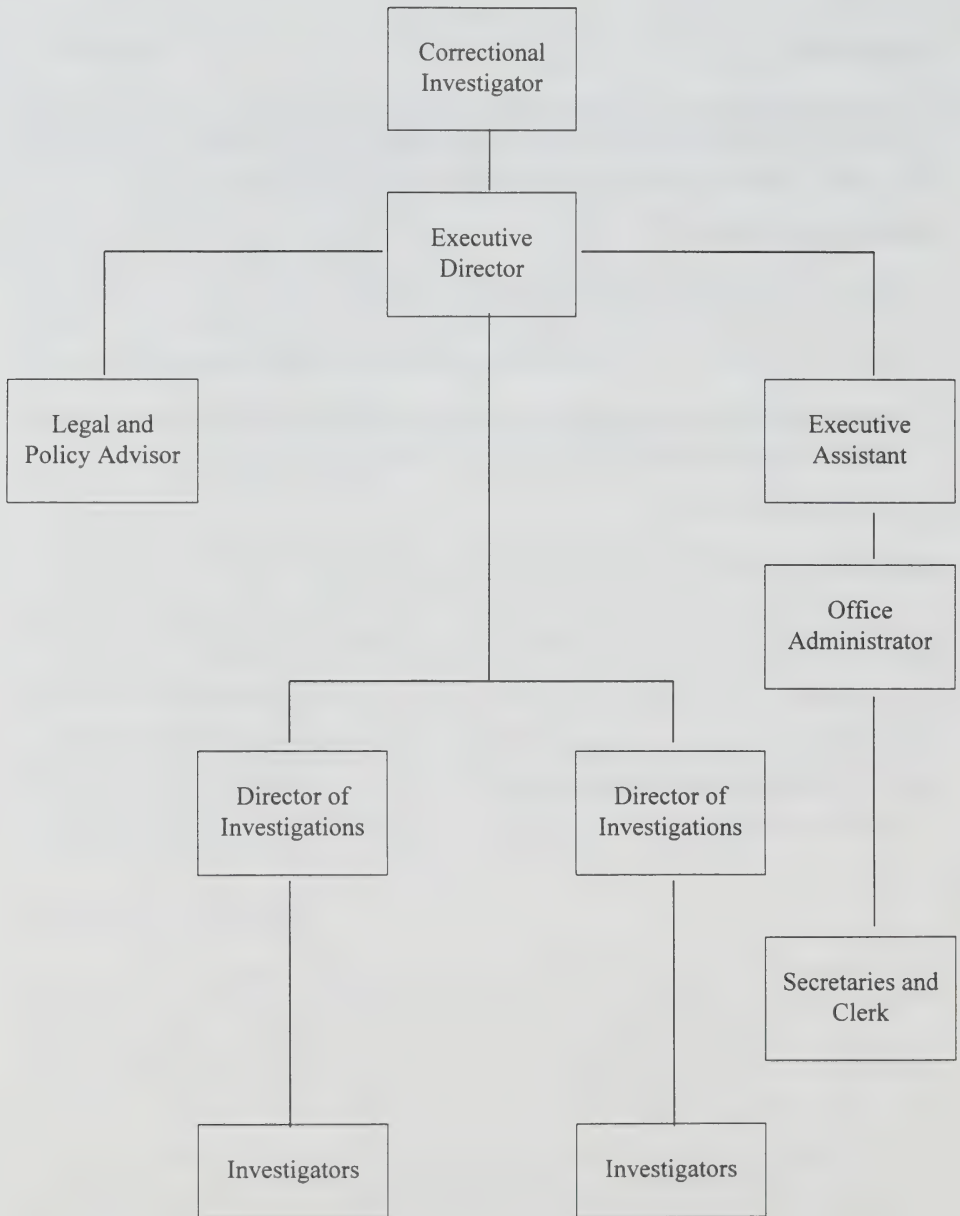 Correctional
Investigator
Executive
Director
Legal and
Policy Advisor
Executive
Assistant
Office
Administrator
Director of
Investigations
Director of
Investigations
Secretaries and
Clerk
Investigators
Investigators